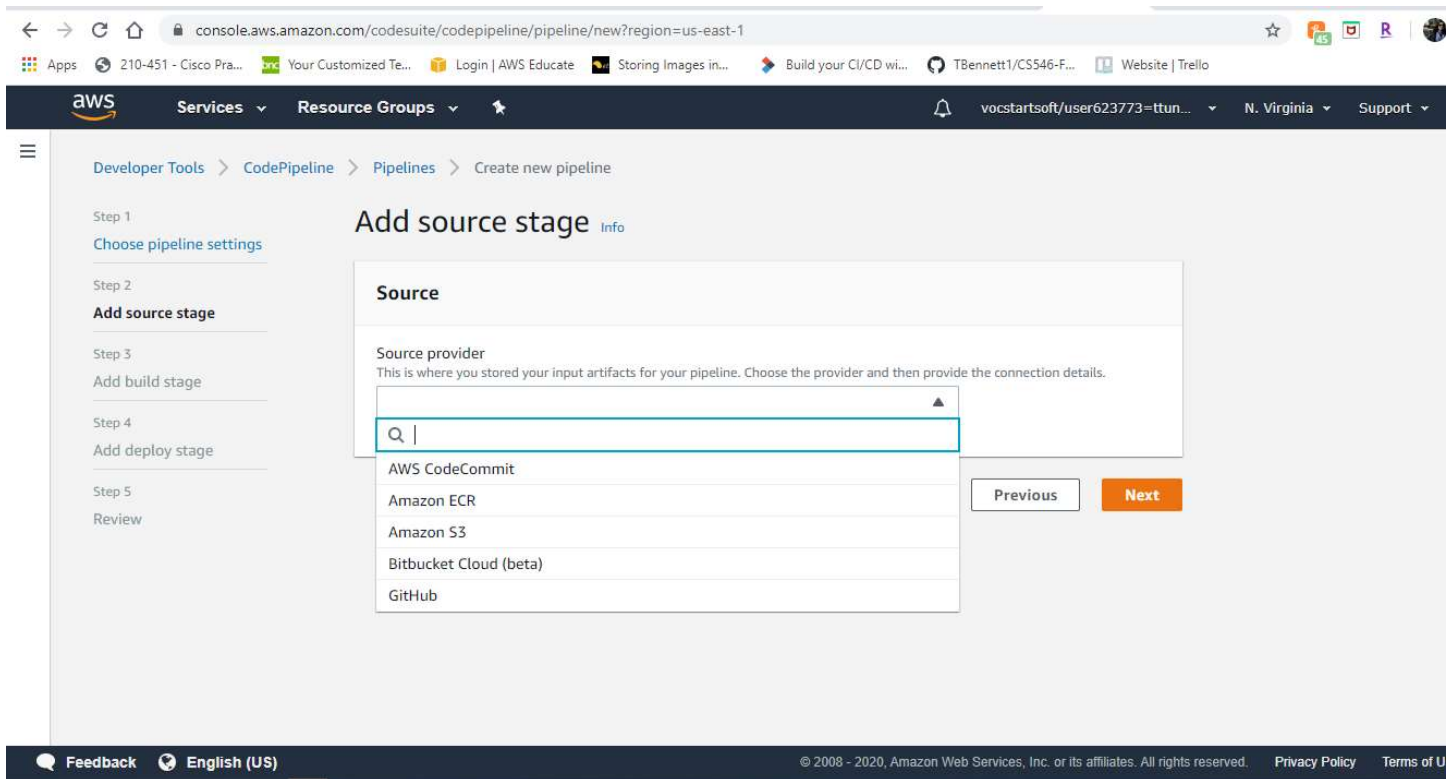 console.aws.amazon.com/codesuite/codepipeline/pipeline/new?region=us-east-1
45
R
Apps 210-451 - Cisco Pra... bnc Your Customized Te... Login | AWS Educate Storing Images in... Build your CI/CD wi... TBennett1/CS546-F... Website | Trello
aws Services Resource Groups vocstartsoft/user623773=ttun... N. Virginia Support
Developer Tools > CodePipeline > Pipelines > Create new pipeline
Step 1
Choose pipeline settings
Step 2
Add source stage
Step 3
Add build stage
Step 4
Add deploy stage
Step 5
Review
Add source stage Info
Source
Source provider
This is where you stored your input artifacts for your pipeline. Choose the provider and then provide the connection details.
AWS CodeCommit
Amazon ECR
Amazon S3
Bitbucket Cloud (beta)
GitHub
Previous Next
Feedback English (US) © 2008 - 2020, Amazon Web Services, Inc. or its affiliates. All rights reserved. Privacy Policy Terms of U